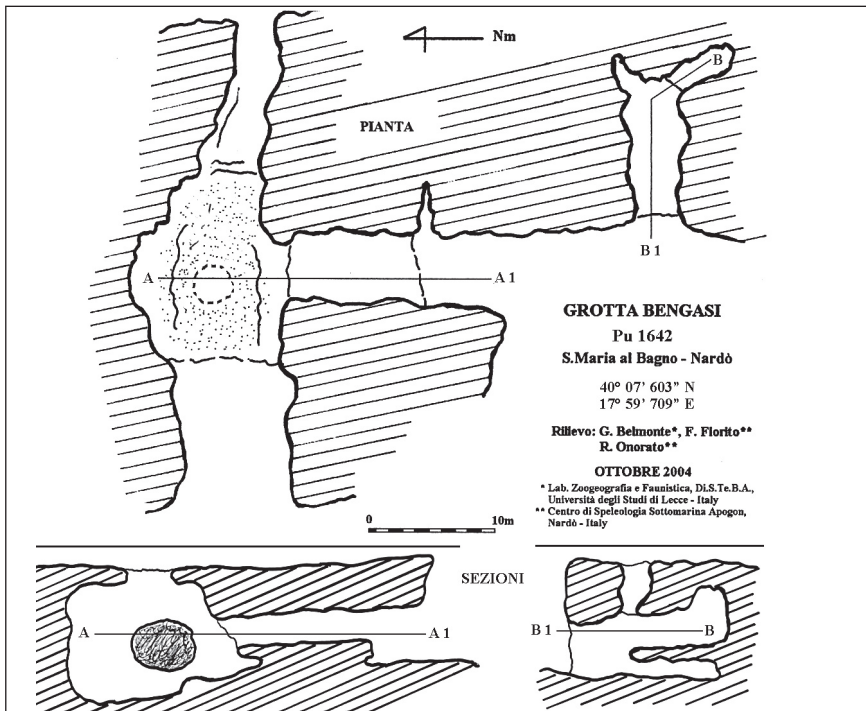 Nm
PIANTA
B
B 1
A
A 1
GROTTA BENGASI
Pu 1642
S.Maria al Bagno - Nardò
40° 07' 603" N
17° 59' 709" E
Rilievo: G. Belmonte*, F. Fiorito**
R. Onorato**
OTTOBRE 2004
* Lab. Zoogeografia e Faunistica, Di.S.Te.B.A.,
Università degli Studi di Lecce - Italy
** Centro di Speleologia Sottomarina Apogon,
Nardò - Italy
0 10m
SEZIONI
A A 1
B 1 B